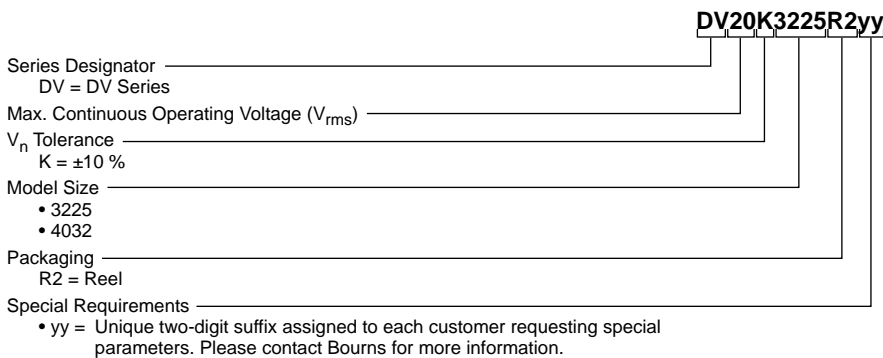 DV20K3225R2yy
Series Designator
DV = DV Series
Max. Continuous Operating Voltage (Vrms)
Vn Tolerance
K = ±10 %
Model Size
• 3225
• 4032
Packaging
R2 = Reel
Special Requirements
• yy = Unique two-digit suffix assigned to each customer requesting special
parameters. Please contact Bourns for more information.